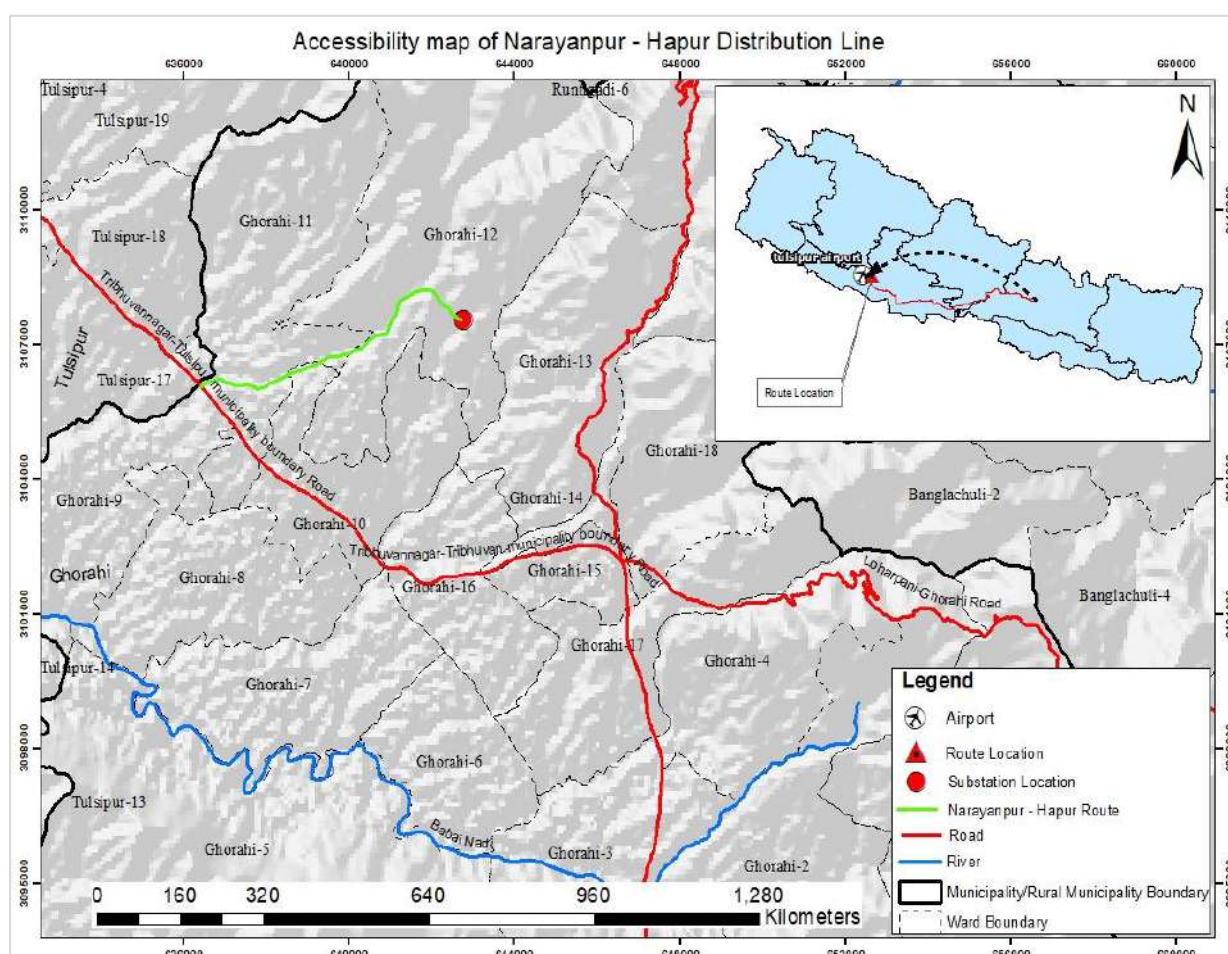 Accessibility map of Narayanpur - Hapur Distribution Line
636000 640000 644000 648000 652000 656000 660000
Tulsipur-4
Tulsipur-19
Runtigadi-6
N
3110000
Ghorahi-11
Ghorahi-12
Tulsipur-18
tulsipur airport
Route Location
3107000
Tulsipur
Tulsipur-17
Tribhuvannagar-Tulsipur municipality boundary Road
Ghorahi-13
Ghorahi-18
3104000
Ghorahi-9
Ghorahi-10
Ghorahi-14
Banglachuli-2
Tribhuvannagar-Tribhuvan municipality boundary Road
Ghorahi
Ghorahi-8
Ghorahi-16
Ghorahi-15
Loharpani-Ghorahi Road
Banglachuli-4
3101000
Tulsipur-14
Ghorahi-7
Ghorahi-17
Ghorahi-4
3098000
Ghorahi-6
Tulsipur-13
Ghorahi-5
Babai Nadi
Ghorahi-3
Ghorahi-2
3095000
0 160 320 640 960 1,280
Kilometers
Legend
Airport
Route Location
Substation Location
Narayanpur - Hapur Route
Road
River
Municipality/Rural Municipality Boundary
Ward Boundary